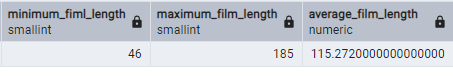 minimum_fiml_length maximum_film_length average_film_length
smallint smallint numeric
46 185 115.2720000000000000